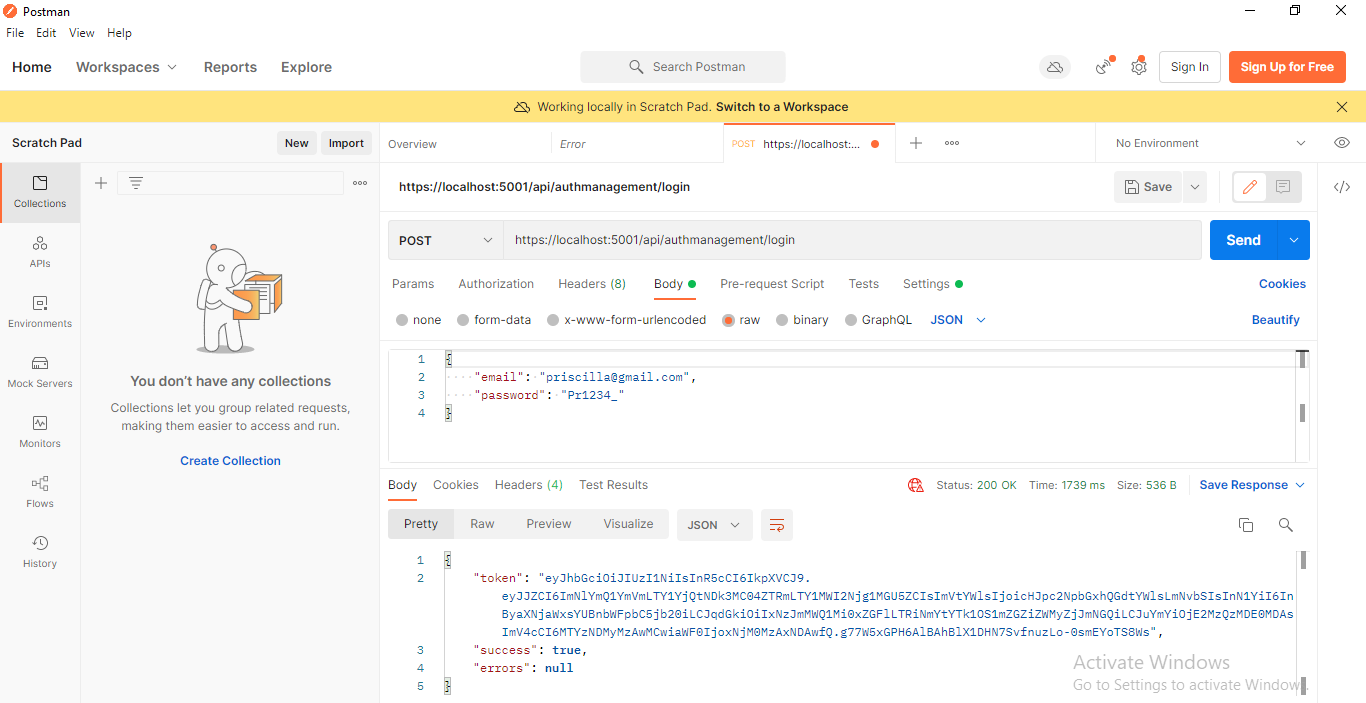 Postman
File Edit View Help
Home Workspaces Reports Explore Search Postman Sign In Sign Up for Free
Working locally in Scratch Pad. Switch to a Workspace
Scratch Pad New Import Overview Error POST https://localhost:... No Environment
https://localhost:5001/api/authmanagement/login Save
Collections
APIs
Environments
Mock Servers
Monitors
Flows
History
You don't have any collections
Collections let you group related requests,
making them easier to access and run.
Create Collection
POST https://localhost:5001/api/authmanagement/login Send
Params Authorization Headers (8) Body Pre-request Script Tests Settings Cookies
none form-data x-www-form-urlencoded raw binary GraphQL JSON Beautify
1 {
2 "email": "priscilla@gmail.com",
3 "password": "Pr1234_"
4 }
Body Cookies Headers (4) Test Results Status: 200 OK Time: 1739 ms Size: 536 B Save Response
Pretty Raw Preview Visualize JSON
1 {
2 "token": "eyJhbGciOiJIUzI1NiIsInR5cCI6IkpXVCJ9.
eyJJZCI6ImNlYmQ1YmVmLTY1YjQtNDk3MC04ZTRmLTY1MWI2Njg1MGU5ZCIsImVtYWlsIjoicHJpc2NpbGxhQGdtYWlsLmNvbSIsInN1YiI6In
ByaXNjaWxsYUBnbWFpbC5jb20iLCJqdGkiOiIxNzJmMWQ1Mi0xZGFlLTRiNmYtYTk1OS1mZGZiZWMyZjJmNGQiLCJuYmYiOjE2MzQzMDE0MDAs
ImV4cCI6MTYzNDMyMzAwMCwiaWF0IjoxNjM0MzAxNDAwfQ.g77W5xGPH6AlBAhBlX1DHN7SvfnuzLo-0smEYoTS8Ws",
3 "success": true,
4 "errors": null
5 }
Activate Windows
Go to Settings to activate Windows.